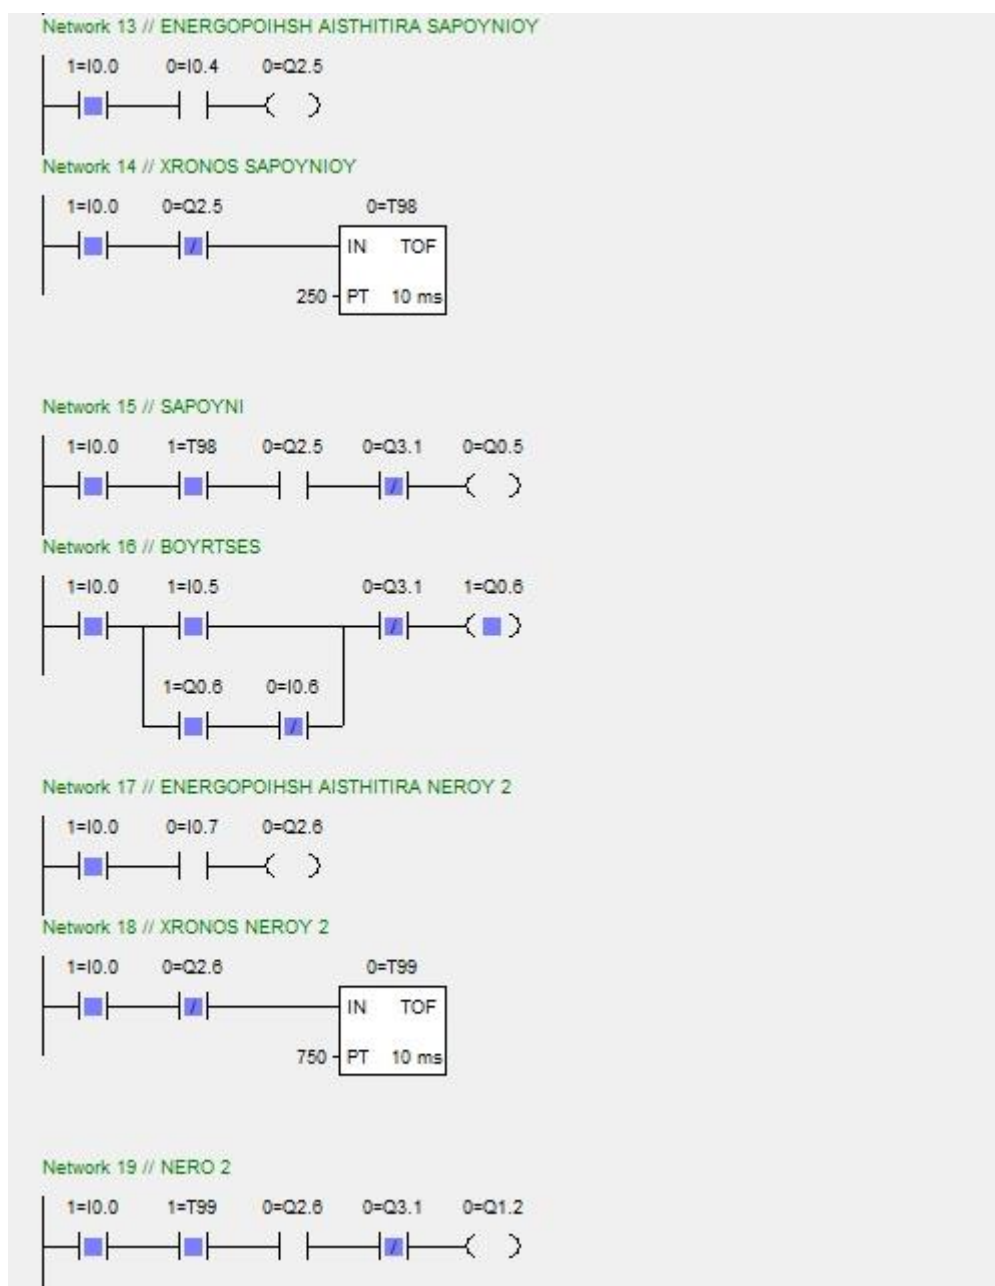 Network 13 // ENERGOPOIHSH AISTHITIRA SAPOYNIOY
1=I0.0 0=I0.4 0=Q2.5
Network 14 // XRONOS SAPOYNIOY
1=I0.0 0=Q2.5 0=T98
IN TOF
250 PT 10 ms
Network 15 // SAPOYNI
1=I0.0 1=T98 0=Q2.5 0=Q3.1 0=Q0.5
Network 16 // BOYRTSES
1=I0.0 1=I0.5 0=Q3.1 1=Q0.6
1=Q0.6 0=I0.6
Network 17 // ENERGOPOIHSH AISTHITIRA NEROY 2
1=I0.0 0=I0.7 0=Q2.6
Network 18 // XRONOS NEROY 2
1=I0.0 0=Q2.6 0=T99
IN TOF
750 PT 10 ms
Network 19 // NERO 2
1=I0.0 1=T99 0=Q2.6 0=Q3.1 0=Q1.2